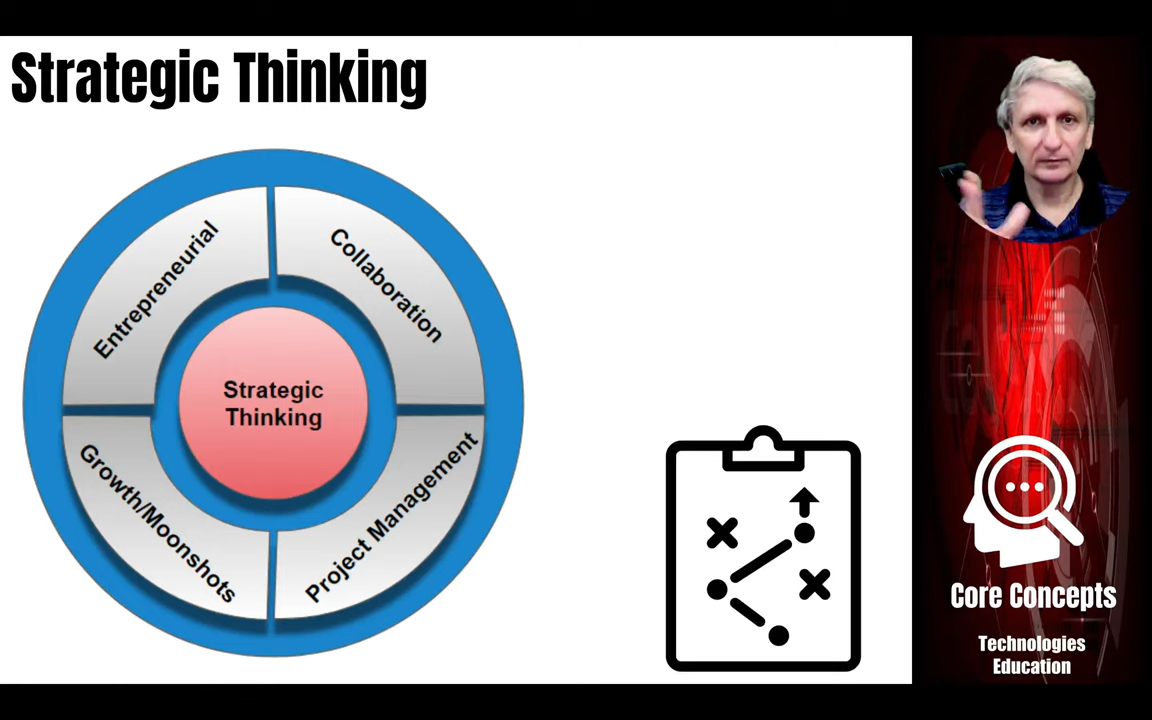 Strategic Thinking
Entrepreneurial
Collaboration
Strategic
Thinking
Growth/Moonshots
Project Management
Core Concepts
Technologies
Education